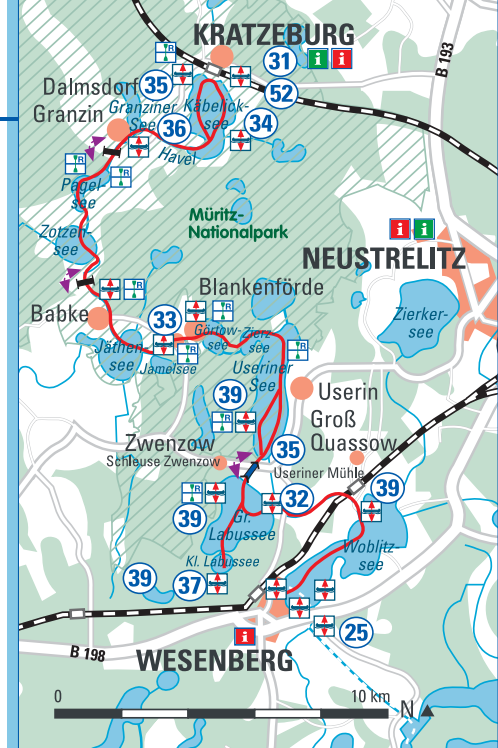 KRATZEBURG
B 193
R
31
i
i
Dalmsdorf
35
52
Granzin
Granziner
See
Käbelick-
see
36
34
Havel
R
R
Pagel-
see
Müritz-
Nationalpark
i
i
Zotzen-
see
NEUSTRELITZ
Blankenförde
R
Babke
33
R
Görtow-
see
Zierz-
see
Zierker-
see
Jäthen-
see
Jamelsee
R
R
Useriner
See
39
Userin
R
Groß
Quassow
Zwenzow
Schleuse Zwenzow
35
Useriner Mühle
R
39
32
39
Gr.
Labussee
Woblitz-
see
Kl. Labussee
39
37
i
25
B 198
WESENBERG
0
10 km
N